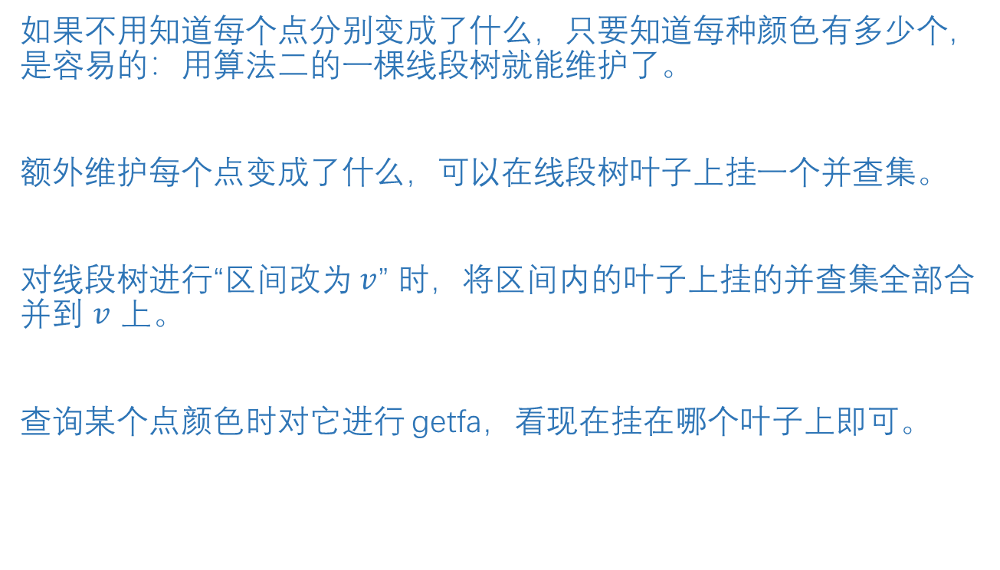 如果不用知道每个点分别变成了什么，只要知道每种颜色有多少个，
是容易的：用算法二的一棵线段树就能维护了。
额外维护每个点变成了什么，可以在线段树叶子上挂一个并查集。
对线段树进行“区间改为 v” 时，将区间内的叶子上挂的并查集全部合
并到 v 上。
查询某个点颜色时对它进行 getfa，看现在挂在哪个叶子上即可。